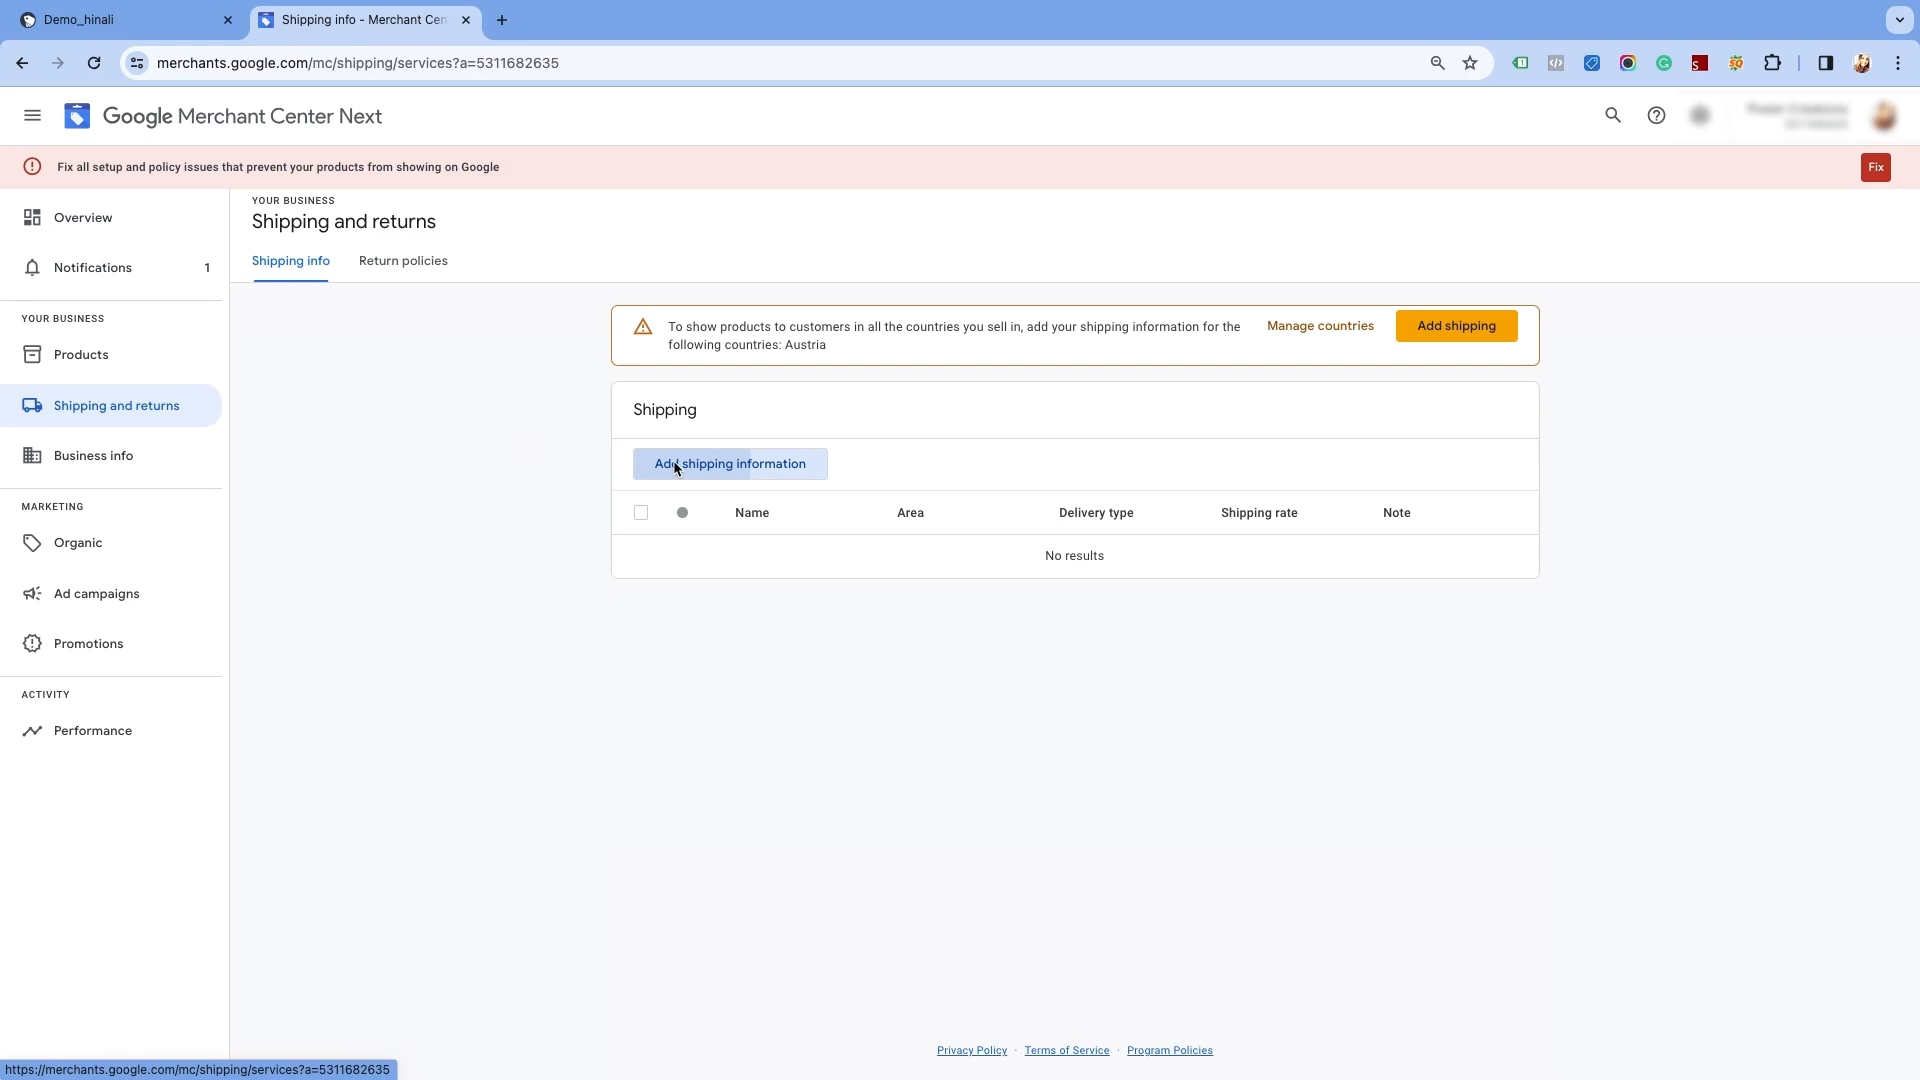 Demo_hinali
Shipping info - Merchant Cen
merchants.google.com/mc/shipping/services?a=5311682635
Google Merchant Center Next
Fix all setup and policy issues that prevent your products from showing on Google
Fix
Overview
Notifications 1
YOUR BUSINESS
Products
Shipping and returns
Business info
MARKETING
Organic
Ad campaigns
Promotions
ACTIVITY
Performance
YOUR BUSINESS
Shipping and returns
Shipping info Return policies
To show products to customers in all the countries you sell in, add your shipping information for the
following countries: Austria
Manage countries
Add shipping
Shipping
Add shipping information
Name Area Delivery type Shipping rate Note
No results
Privacy Policy · Terms of Service · Program Policies
https://merchants.google.com/mc/shipping/services?a=5311682635